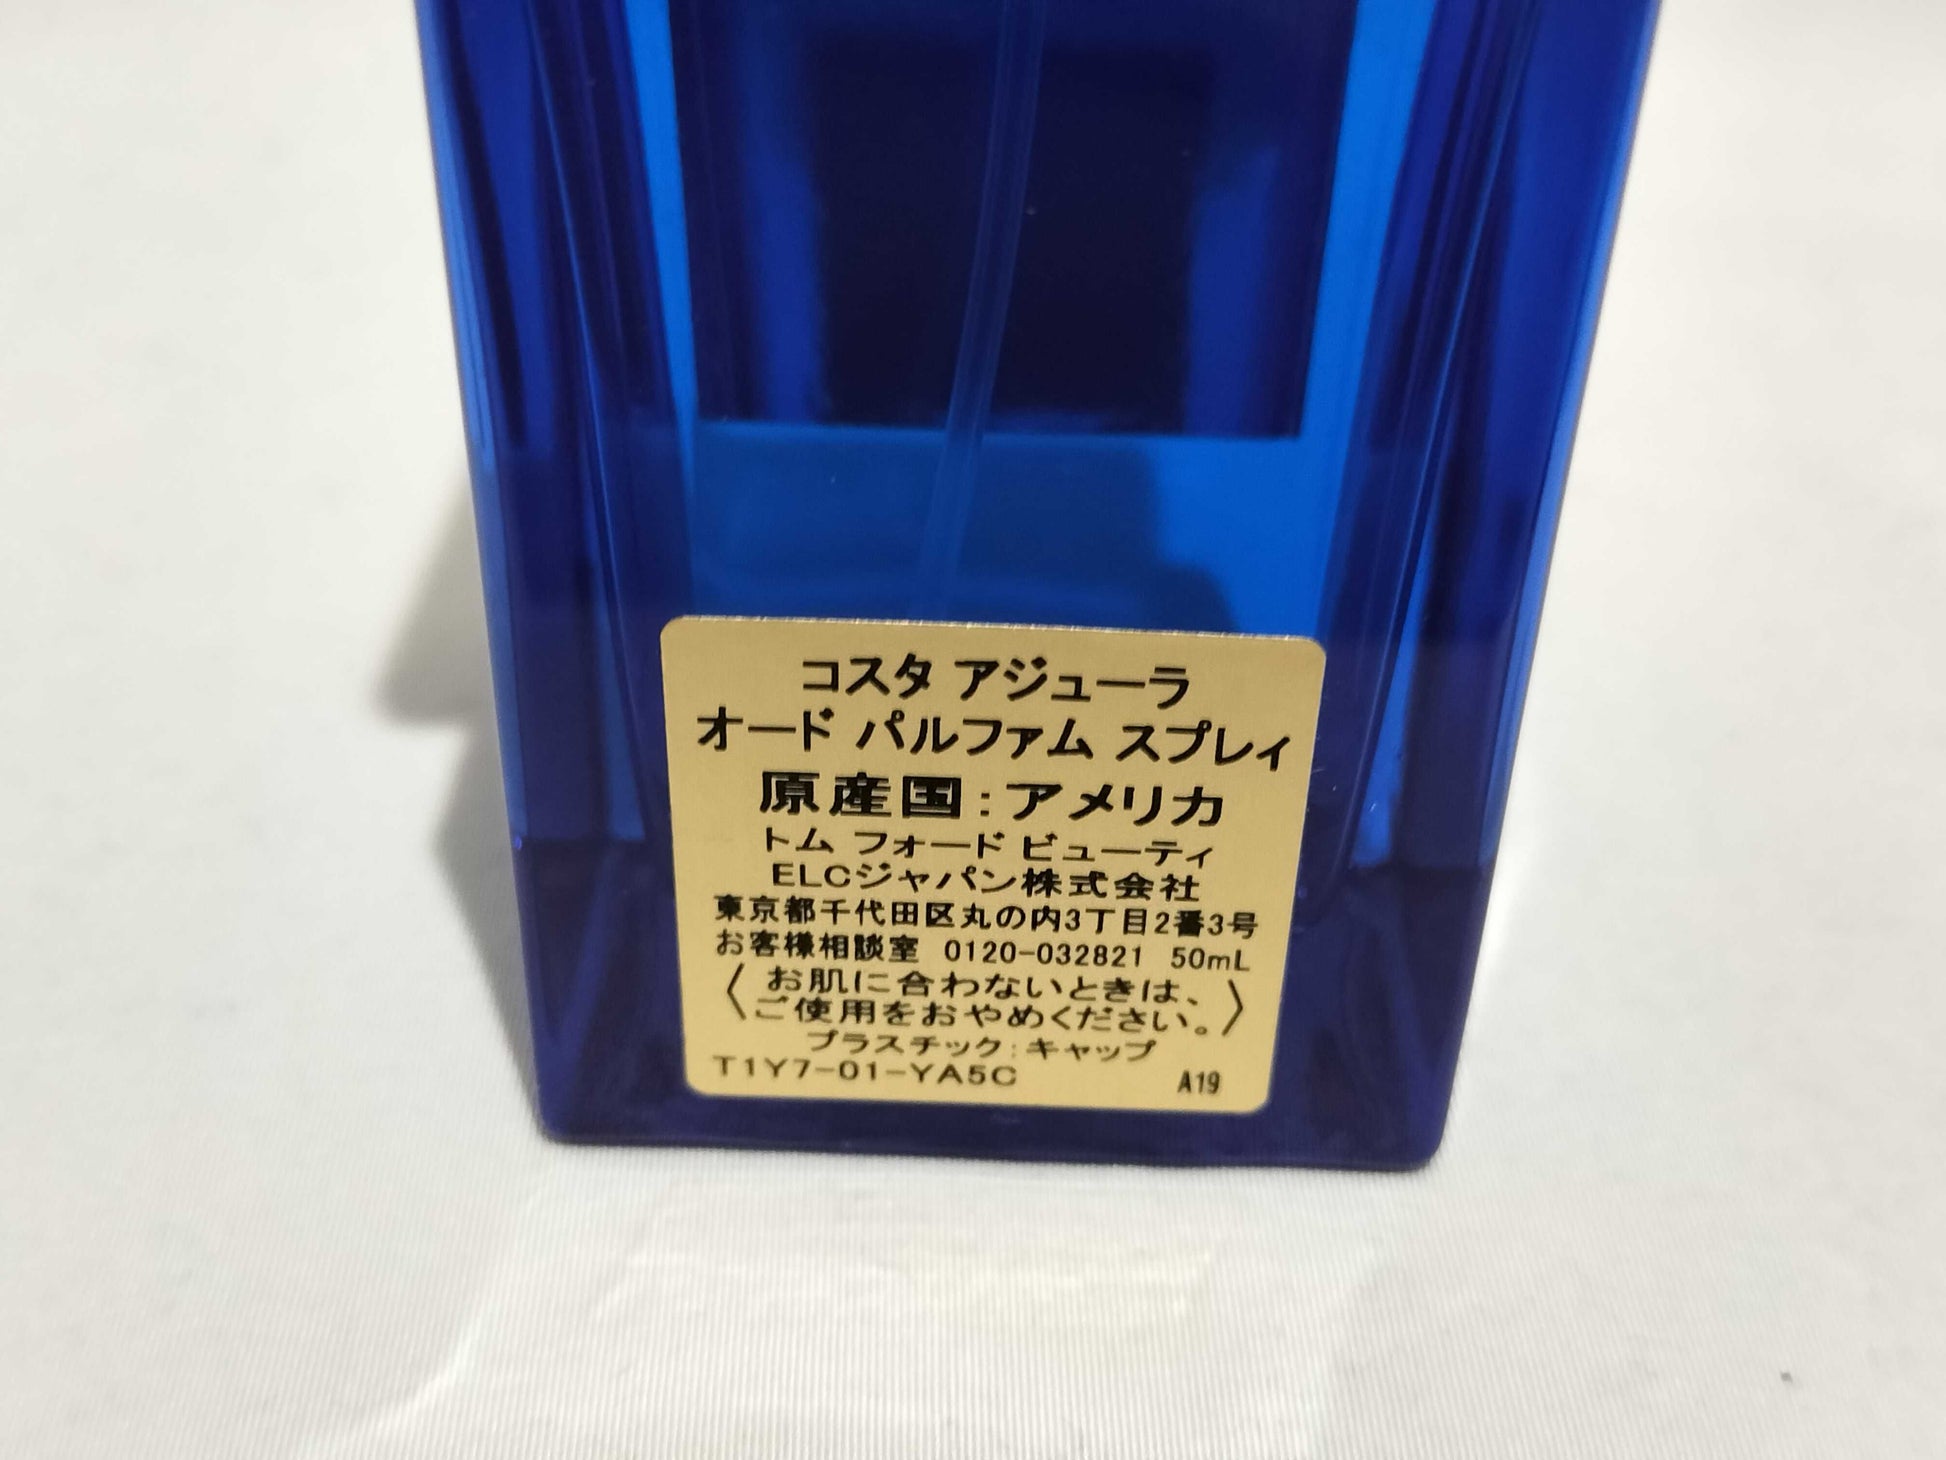 コスタ アジューラ
オード パルファム スプレィ
原産国:アメリカ
トム フォード ビューティ
ELCジャパン株式会社
東京都千代田区丸の内3丁目2番3号
お客様相談室 0120-032821 50mL
〈お肌に合わないときは、
ご使用をおやめください。〉
プラスチック:キャップ
T1Y7-01-YA5C A19